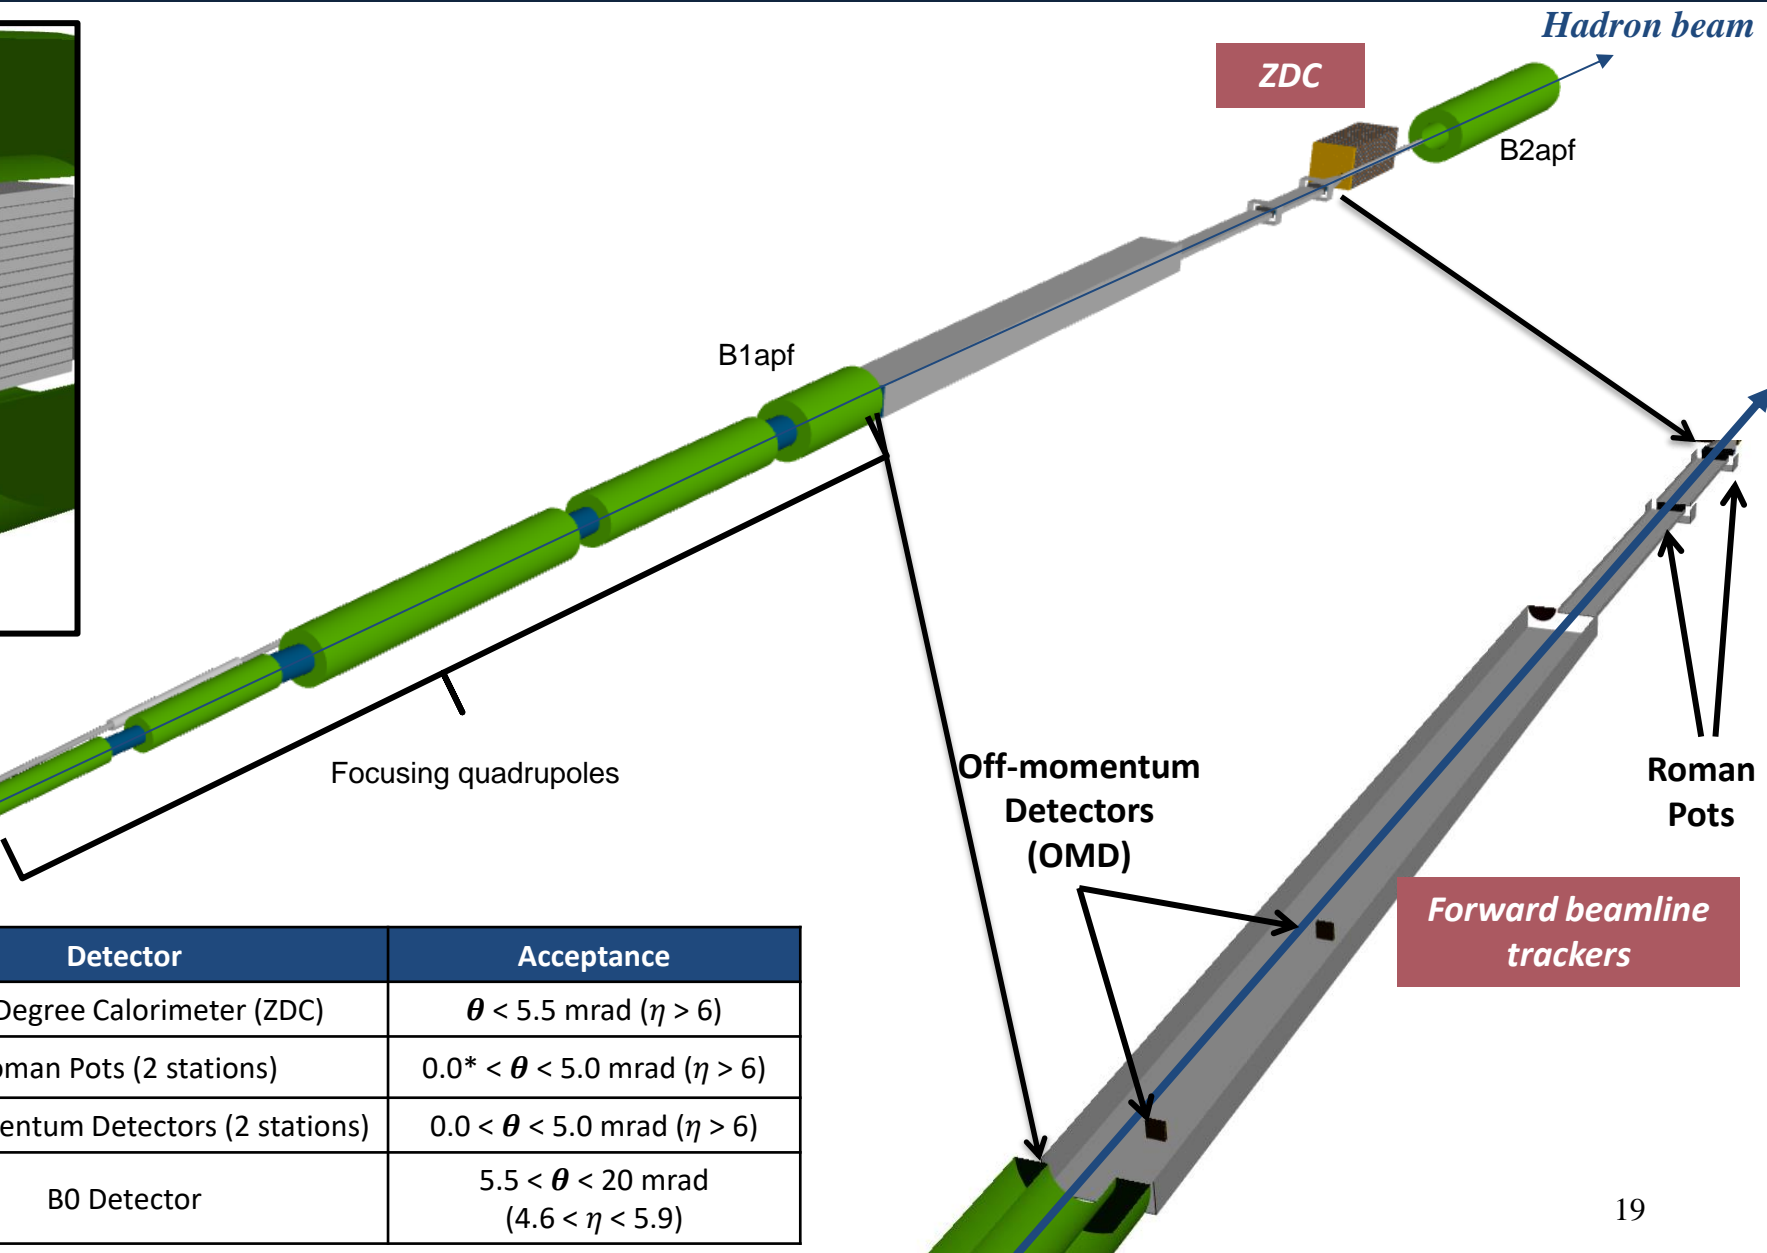 Hadron beam
ZDC
B2apf
B1apf
Focusing quadrupoles
Off-momentum
Detectors
(OMD)
Roman
Pots
Forward beamline
trackers
Detector Acceptance
Degree Calorimeter (ZDC) θ < 5.5 mrad (η > 6)
oman Pots (2 stations) 0.0* < θ < 5.0 mrad (η > 6)
entum Detectors (2 stations) 0.0 < θ < 5.0 mrad (η > 6)
B0 Detector 5.5 < θ < 20 mrad
(4.6 < η < 5.9)
19